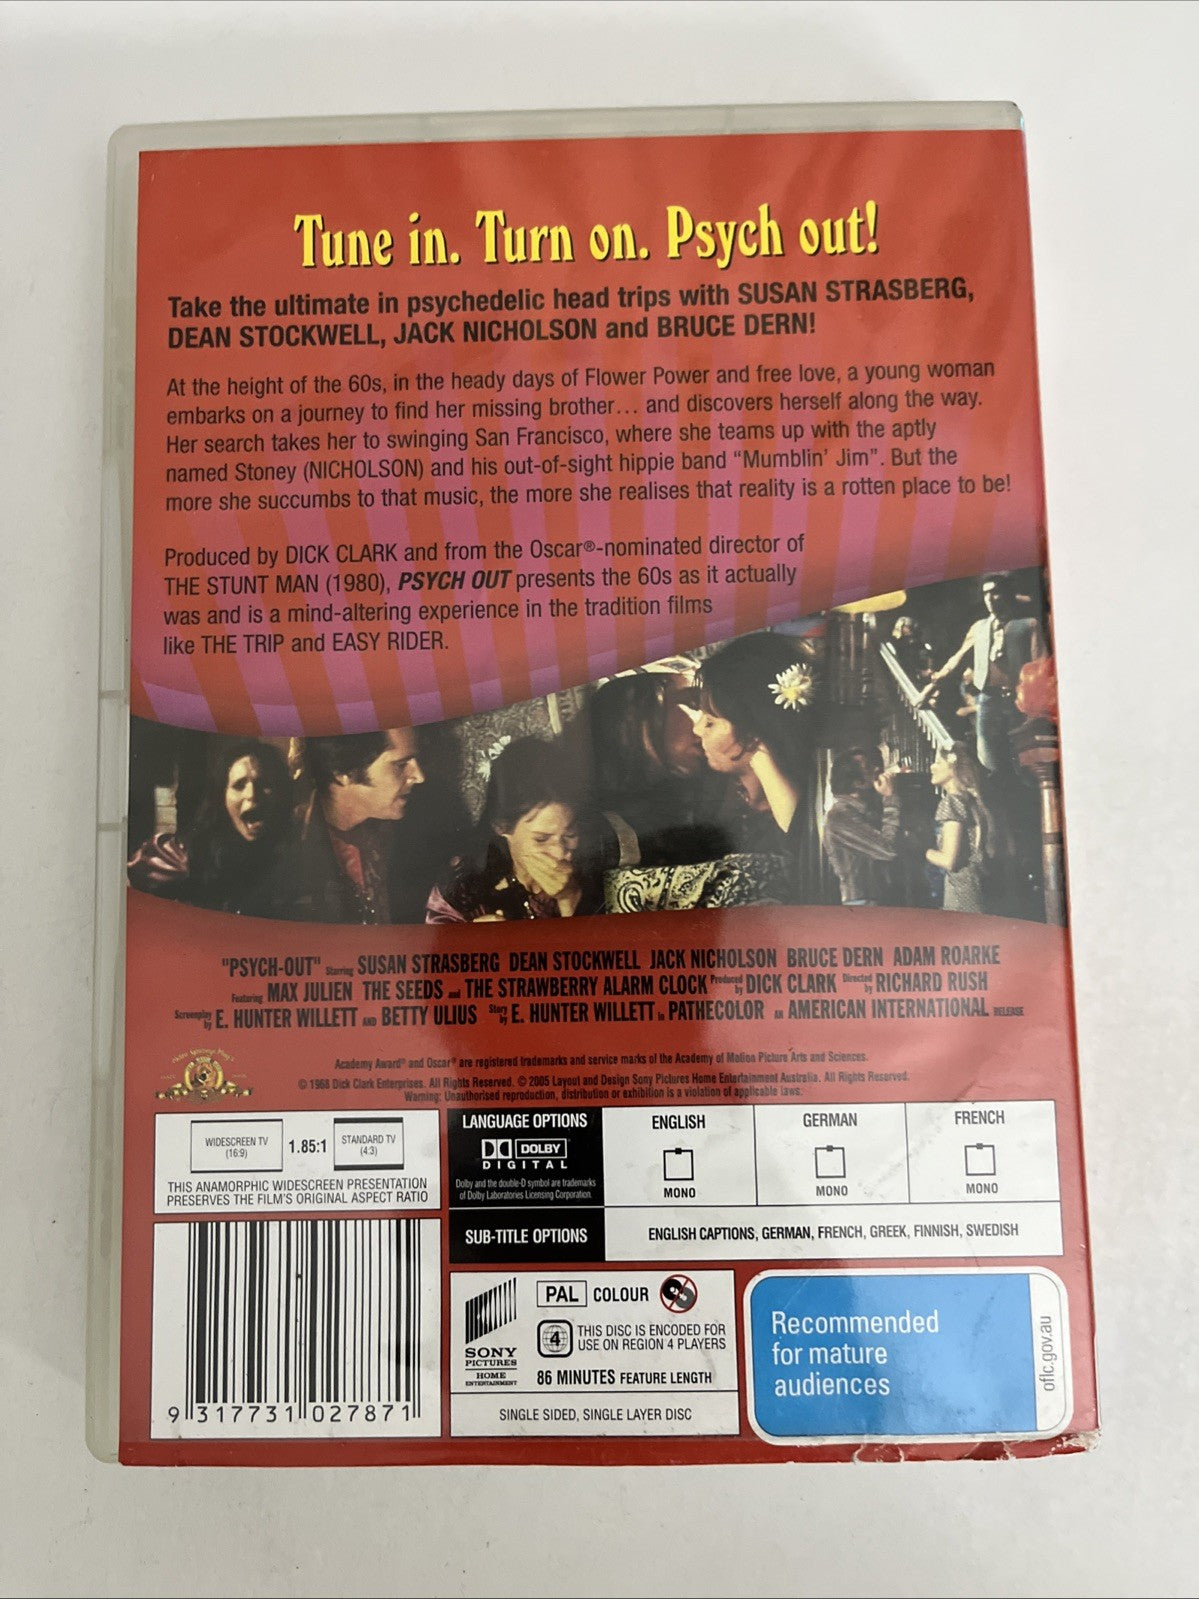 Tune in. Turn on. Psych out!
Take the ultimate in psychedelic head trips with SUSAN STRASBERG,
DEAN STOCKWELL, JACK NICHOLSON and BRUCE DERN!
At the height of the 60s, in the heady days of Flower Power and free love, a young woman
embarks on a journey to find her missing brother... and discovers herself along the way.
Her search takes her to swinging San Francisco, where she teams up with the aptly
named Stoney (NICHOLSON) and his out-of-sight hippie band “Mumblin’ Jim”. But the
more she succumbs to that music, the more she realises that reality is a rotten place to be!
Produced by DICK CLARK and from the Oscar®-nominated director of
THE STUNT MAN (1980), PSYCH OUT presents the 60s as it actually
was and is a mind-altering experience in the tradition films
like THE TRIP and EASY RIDER.
"PSYCH-OUT" Starring SUSAN STRASBERG DEAN STOCKWELL JACK NICHOLSON BRUCE DERN ADAM ROARKE
Featuring MAX JULIEN THE SEEDS and THE STRAWBERRY ALARM CLOCK Produced by DICK CLARK Directed by RICHARD RUSH
Screenplay by E. HUNTER WILLETT AND BETTY ULIUS Story by E. HUNTER WILLETT in PATHECOLOR AN AMERICAN INTERNATIONAL RELEASE
Academy Award® and Oscar® are registered trademarks and service marks of the Academy of Motion Picture Arts and Sciences.
© 1968 Dick Clark Enterprises. All Rights Reserved. © 2005 Layout and Design Sony Pictures Home Entertainment Australia. All Rights Reserved.
Warning: Unauthorised reproduction, distribution or exhibition is a violation of applicable laws.
WIDESCREEN TV
(16:9)
1.85:1
STANDARD TV
(4:3)
THIS ANAMORPHIC WIDESCREEN PRESENTATION
PRESERVES THE FILM'S ORIGINAL ASPECT RATIO
LANGUAGE OPTIONS
DOLBY
DIGITAL
Dolby and the double-D symbol are trademarks
of Dolby Laboratories Licensing Corporation.
ENGLISH
MONO
GERMAN
MONO
FRENCH
MONO
SUB-TITLE OPTIONS
ENGLISH CAPTIONS, GERMAN, FRENCH, GREEK, FINNISH, SWEDISH
9 317731 027871
SONY
PICTURES
HOME
ENTERTAINMENT
PAL COLOUR
4
THIS DISC IS ENCODED FOR
USE ON REGION 4 PLAYERS
86 MINUTES FEATURE LENGTH
SINGLE SIDED, SINGLE LAYER DISC
Recommended
for mature
audiences
oflc.gov.au